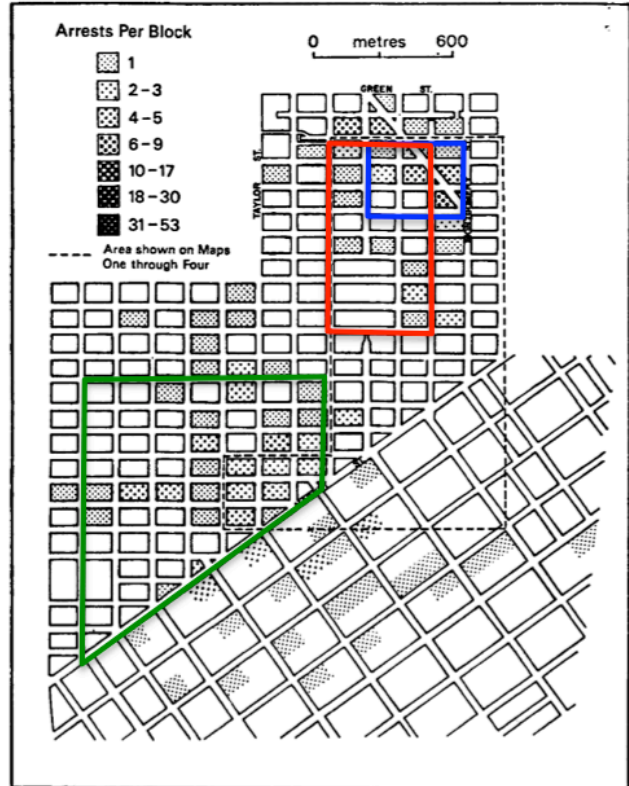 Arrests Per Block
0 metres 600
1
2-3
4-5
6-9
10-17
18-30
31-53
Area shown on Maps
One through Four
GREEN ST.
TAYLOR ST.